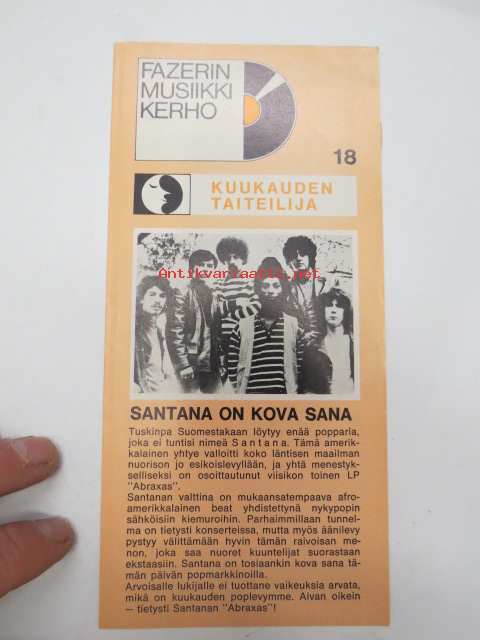 FAZERIN
MUSIIKKI
KERHO
18
KUUKAUDEN
TAITEILIJA
Antikvariaatti.net
SANTANA ON KOVA SANA
Tuskinpa Suomestakaan löytyy enää popparia,
joka ei tuntisi nimeä Santana. Tämä amerik-
kalainen yhtye valloitti koko läntisen maailman
nuorison jo esikoislevyllään, ja yhtä menestyk-
selliseksi on osoittautunut viisikon toinen LP
"Abraxas".
Santanan valttina on mukaansatempaava afro-
amerikkalainen beat yhdistettynä nykypopin
sähköisiin kiemuroihin. Parhaimmillaan tunnel-
ma on tietysti konserteissa, mutta myös äänilevy
pystyy välittämään hyvin tämän raivoisan me-
non, joka saa nuoret kuuntelijat suorastaan
ekstaasiin. Santana on tosiaankin kova sana tä-
män päivän popmarkkinoilla.
Arvoisalle lukijalle ei tuottane vaikeuksia arvata,
mikä on kuukauden poplevymme. Aivan oikein
— tietysti Santanan "Abraxas"!